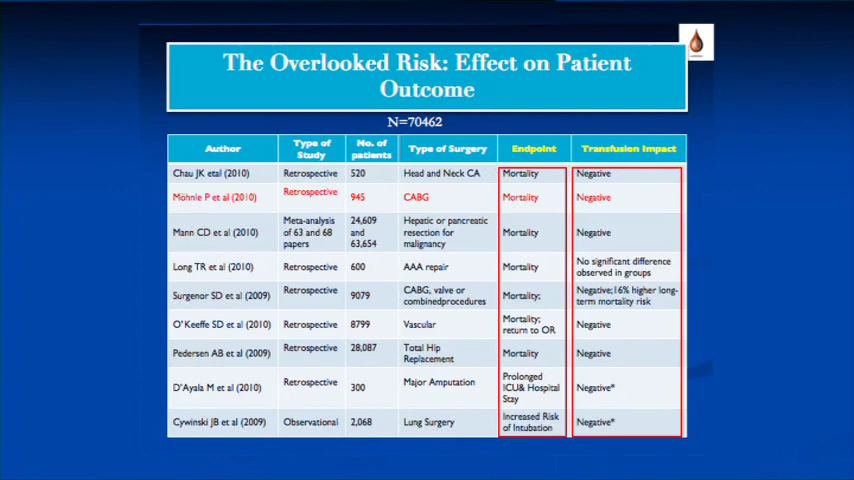 The Overlooked Risk: Effect on Patient
Outcome
N=70462
Author
Type of
Study
No. of
patients
Type of Surgery
Endpoint
Transfusion Impact
Chau JK etal (2010)
Retrospective
520
Head and Neck CA
Mortality
Negative
Möhnle P et al (2010)
Retrospective
945
CABG
Mortality
Negative
Mann CD et al (2010)
Meta-analysis
of 63 and 68
papers
24,609
and
63,654
Hepatic or pancreatic
resection for
malignancy
Mortality
Negative
Long TR et al (2010)
Retrospective
600
AAA repair
Mortality
No significant difference
observed in groups
Surgenor SD et al (2009)
Retrospective
9079
CABG, valve or
combinedprocedures
Mortality;
Negative;16% higher long-
term mortality risk
O'Keeffe SD et al (2010)
Retrospective
8799
Vascular
Mortality;
return to OR
Negative
Pedersen AB et al (2009)
Retrospective
28,087
Total Hip
Replacement
Mortality
Negative
D'Ayala M et al (2010)
Retrospective
300
Major Amputation
Prolonged
ICU& Hospital
Stay
Negative*
Cywinski JB et al (2009)
Observational
2,068
Lung Surgery
Increased Risk
of Intubation
Negative*